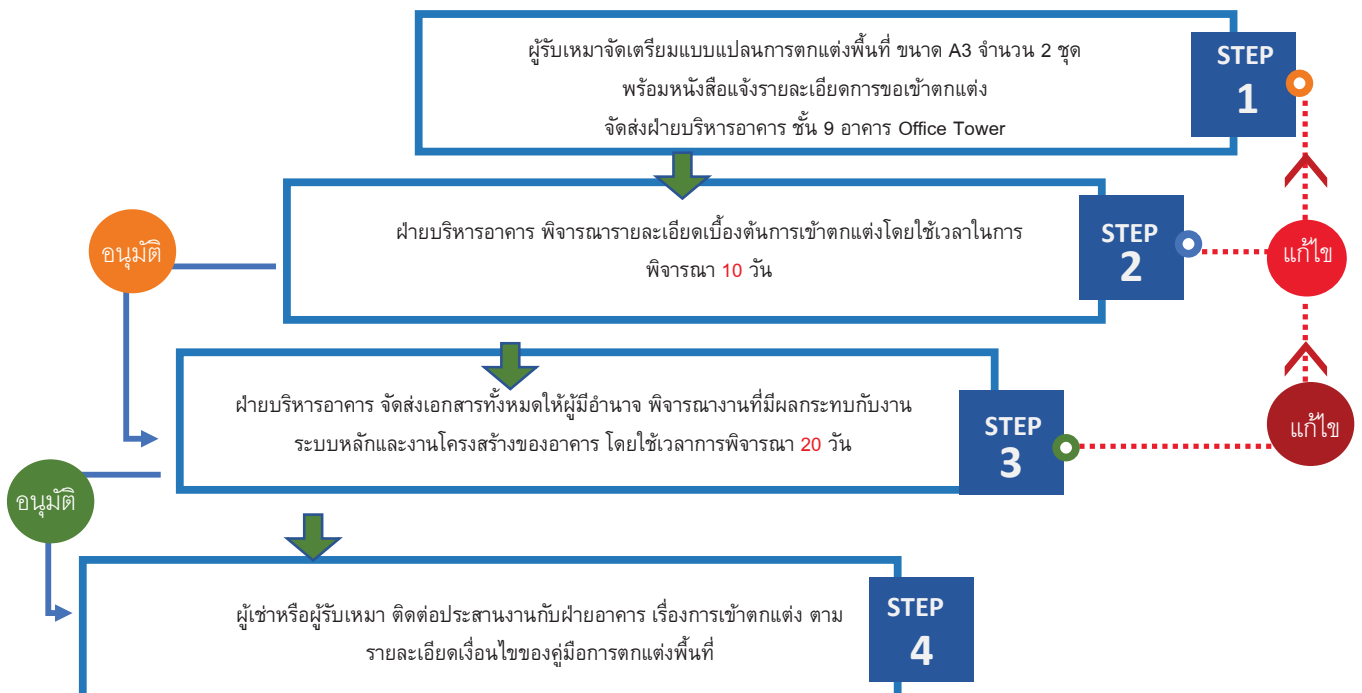 ผู้รับเหมาจัดเตรียมแบบแปลนการตกแต่งพื้นที่ ขนาด A3 จำนวน 2 ชุด
พร้อมหนังสือแจ้งรายละเอียดการขอเข้าตกแต่ง
จัดส่งฝ่ายบริหารอาคาร ชั้น 9 อาคาร Office Tower
STEP
1
ฝ่ายบริหารอาคาร พิจารณารายละเอียดเบื้องต้นการเข้าตกแต่งโดยใช้เวลาในการ
พิจารณา 10 วัน
STEP
2
อนุมัติ
แก้ไข
ฝ่ายบริหารอาคาร จัดส่งเอกสารทั้งหมดให้ผู้มีอำนาจ พิจารณางานที่มีผลกระทบกับงาน
ระบบหลักและงานโครงสร้างของอาคาร โดยใช้เวลาการพิจารณา 20 วัน
STEP
3
แก้ไข
อนุมัติ
ผู้เช่าหรือผู้รับเหมา ติดต่อประสานงานกับฝ่ายอาคาร เรื่องการเข้าตกแต่ง ตาม
รายละเอียดเงื่อนไขของคู่มือการตกแต่งพื้นที่
STEP
4